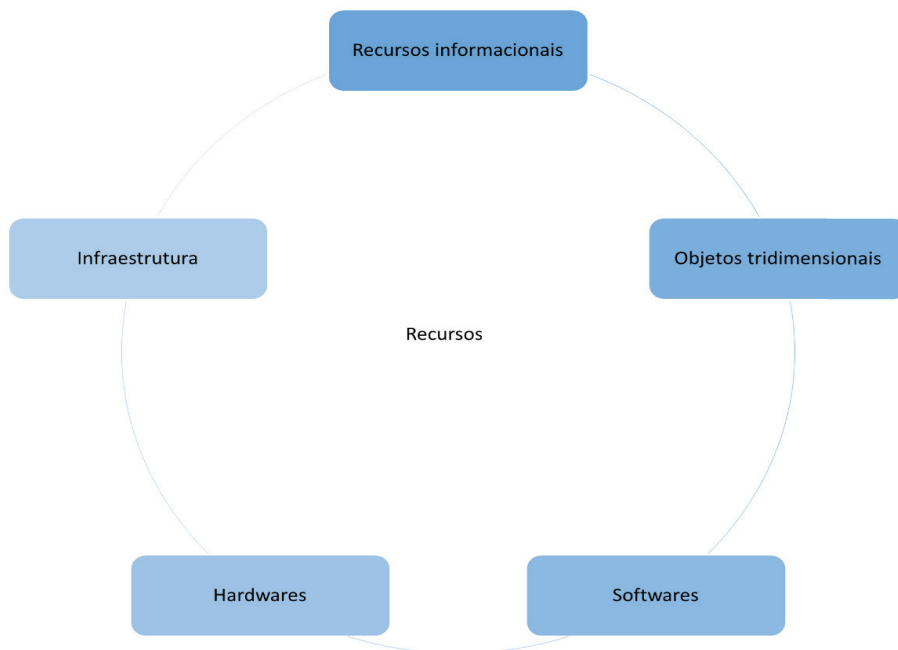 Recursos informacionais
Infraestrutura
Objetos tridimensionais
Recursos
Hardwares
Softwares